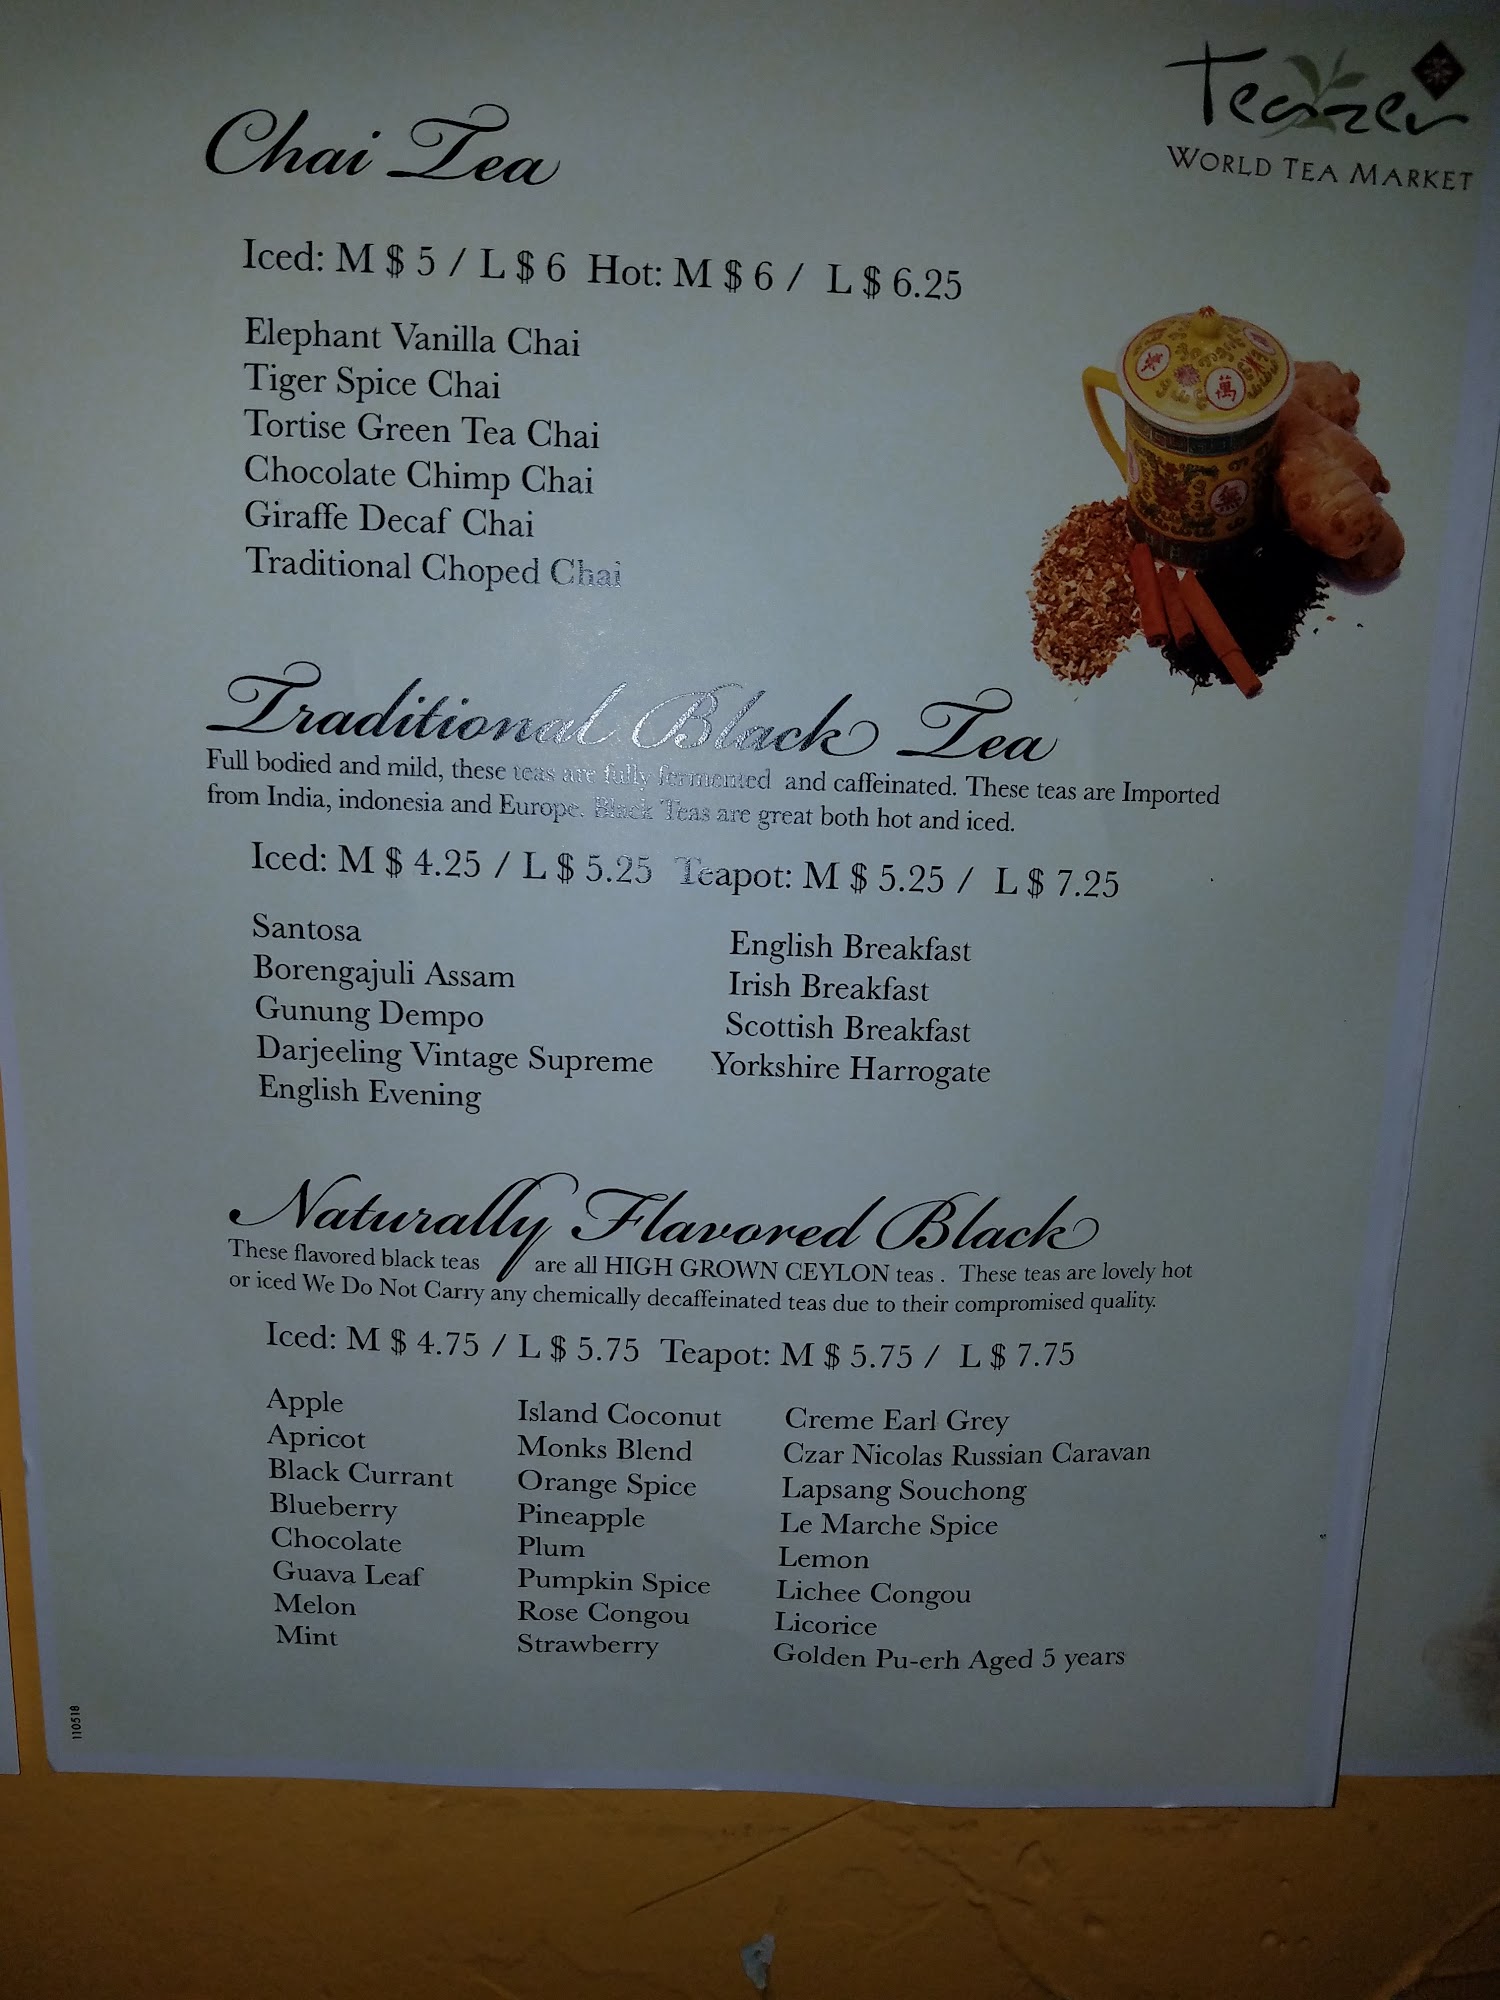 Teazer
WORLD TEA MARKET
Chai Tea
Iced: M $ 5 / L $ 6 Hot: M $ 6 / L $ 6.25
Elephant Vanilla Chai
Tiger Spice Chai
Tortise Green Tea Chai
Chocolate Chimp Chai
Giraffe Decaf Chai
Traditional Choped Chai
萬
無
Traditional Black Tea
Full bodied and mild, these teas are fully fermented and caffeinated. These teas are Imported
from India, indonesia and Europe. Black Teas are great both hot and iced.
Iced: M $ 4.25 / L $ 5.25 Teapot: M $ 5.25 / L $ 7.25
Santosa
Borengajuli Assam
Gunung Dempo
Darjeeling Vintage Supreme
English Evening
English Breakfast
Irish Breakfast
Scottish Breakfast
Yorkshire Harrogate
Naturally Flavored Black
These flavored black teas are all HIGH GROWN CEYLON teas . These teas are lovely hot
or iced We Do Not Carry any chemically decaffeinated teas due to their compromised quality.
Iced: M $ 4.75 / L $ 5.75 Teapot: M $ 5.75 / L $ 7.75
Apple
Apricot
Black Currant
Blueberry
Chocolate
Guava Leaf
Melon
Mint
Island Coconut
Monks Blend
Orange Spice
Pineapple
Plum
Pumpkin Spice
Rose Congou
Strawberry
Creme Earl Grey
Czar Nicolas Russian Caravan
Lapsang Souchong
Le Marche Spice
Lemon
Lichee Congou
Licorice
Golden Pu-erh Aged 5 years
110518